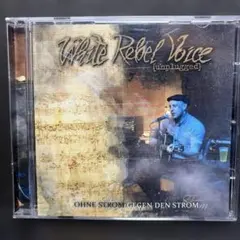 White Rebel Voice
(unplugged)
OHNE STROM GEGEN DEN STROM